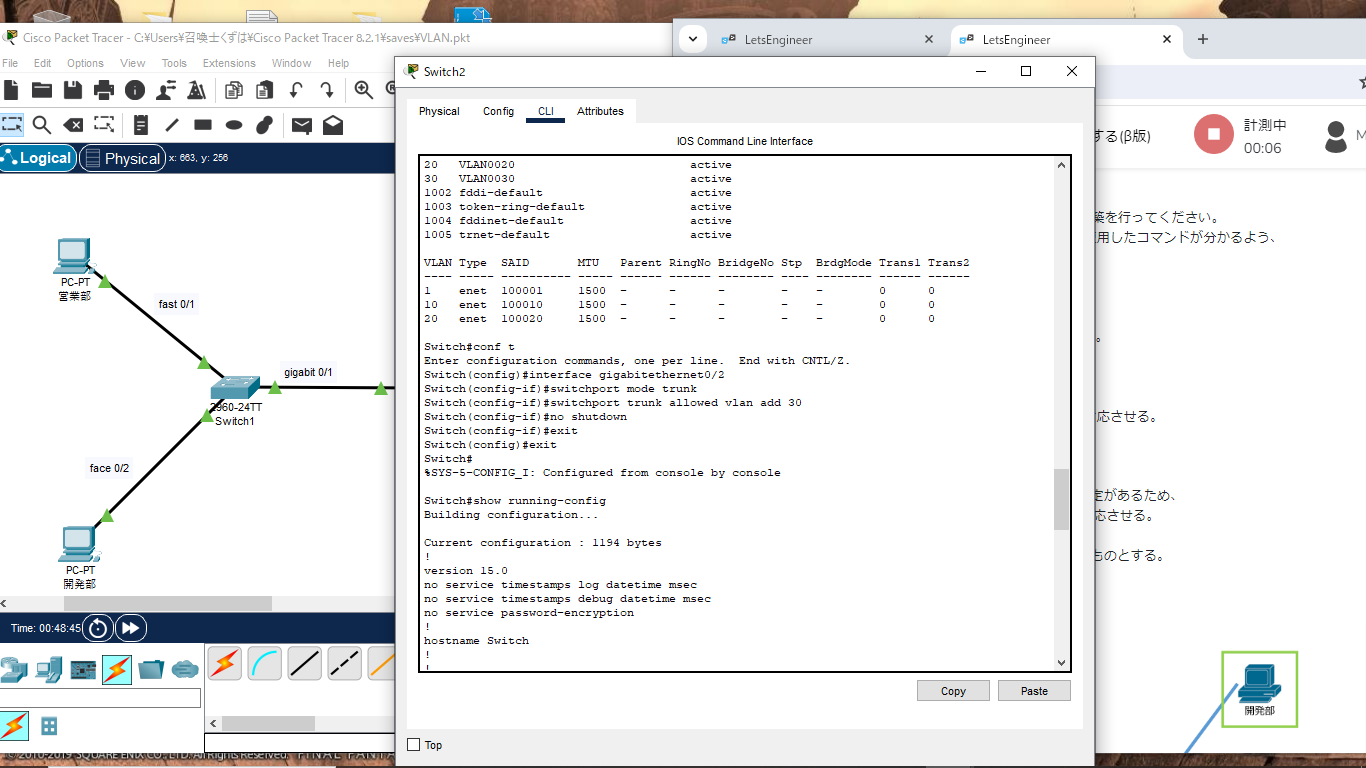 Cisco Packet Tracer - C:¥Users¥召喚士くずは¥Cisco Packet Tracer 8.2.1¥saves¥VLAN.pkt
File Edit Options View Tools Extensions Window Help
Logical Physical x: 663, y: 256
PC-PT
営業部
fast 0/1
gigabit 0/1
2960-24TT
Switch1
face 0/2
PC-PT
開発部
Time: 00:48:45
Switch2
Physical Config CLI Attributes
IOS Command Line Interface
20 VLAN0020 active
30 VLAN0030 active
1002 fddi-default active
1003 token-ring-default active
1004 fddinet-default active
1005 trnet-default active
VLAN Type SAID MTU Parent RingNo BridgeNo Stp BrdgMode Trans1 Trans2
---- ----- ---------- ----- ------ ------ -------- ---- -------- ------ ------
1 enet 100001 1500 - - - - - 0 0
10 enet 100010 1500 - - - - - 0 0
20 enet 100020 1500 - - - - - 0 0
Switch#conf t
Enter configuration commands, one per line. End with CNTL/Z.
Switch(config)#interface gigabitethernet0/2
Switch(config-if)#switchport mode trunk
Switch(config-if)#switchport trunk allowed vlan add 30
Switch(config-if)#no shutdown
Switch(config-if)#exit
Switch(config)#exit
Switch#
%SYS-5-CONFIG_I: Configured from console by console
Switch#show running-config
Building configuration...
Current configuration : 1194 bytes
!
version 15.0
no service timestamps log datetime msec
no service timestamps debug datetime msec
no service password-encryption
!
hostname Switch
!
!
Copy Paste
Top
LetsEngineer LetsEngineer
する(β版)
計測中
00:06
M
築を行ってください。
用したコマンドが分かるよう、
。
応させる。
定があるため、
応させる。
ものとする。
開発部